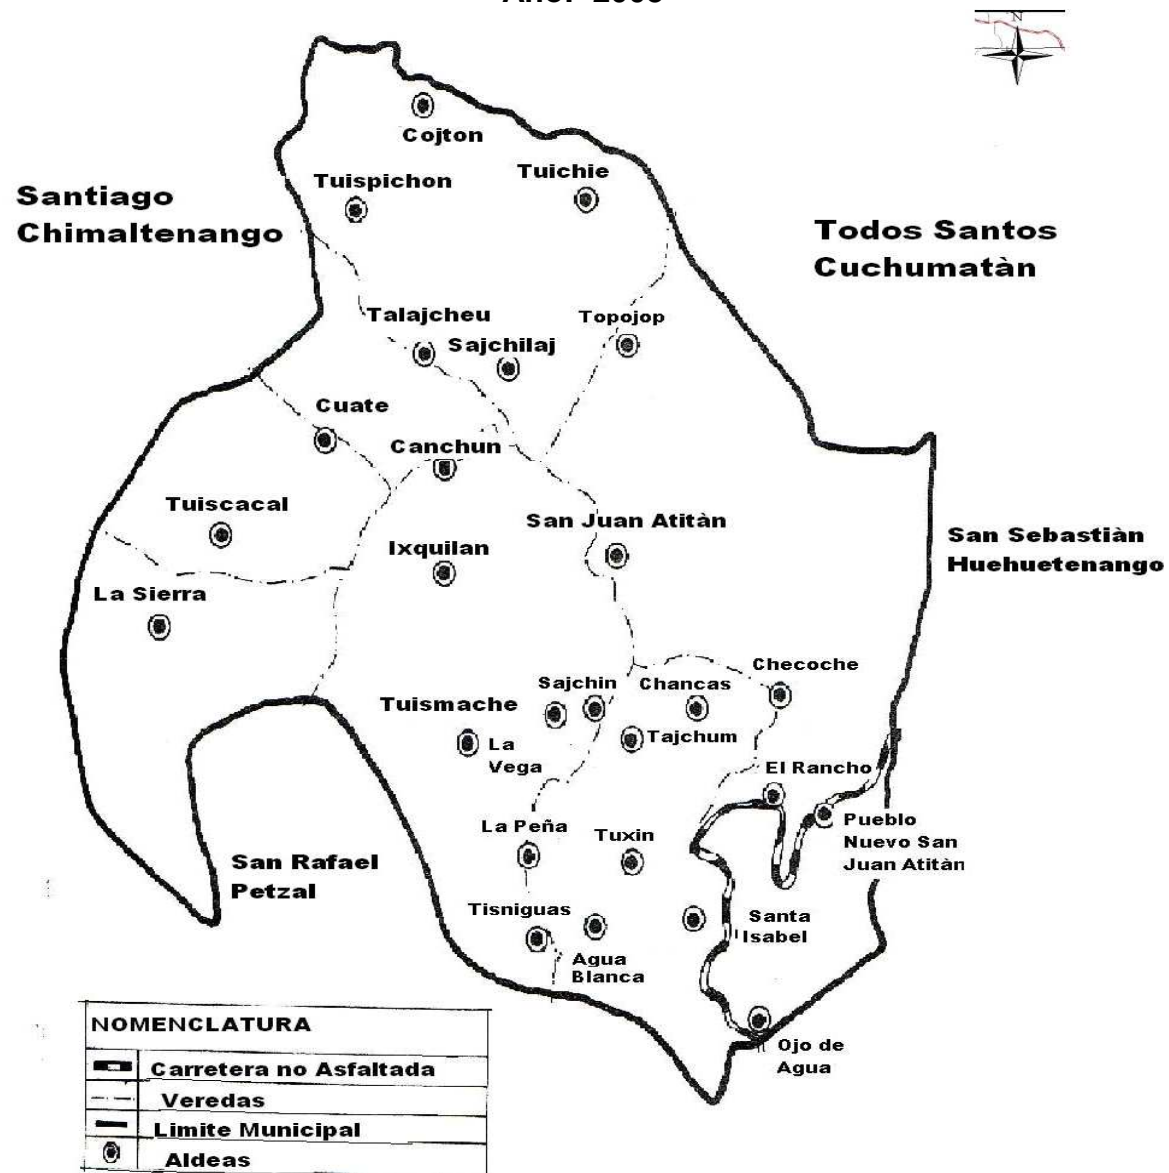 N
Cojton
Tuichie
Tuispichon
Santiago
Chimaltenango
Todos Santos
Cuchumatàn
Talajcheu
Topojop
Sajchilaj
Cuate
Canchun
Tuiscacal
San Juan Atitàn
San Sebastiàn
Huehuetenango
Ixquilan
La Sierra
Checoche
Sajchin
Chancas
Tuismache
Tajchum
La
Vega
El Rancho
Pueblo
Nuevo San
Juan Atitàn
La Peña
Tuxin
San Rafael
Petzal
Tisniguas
Santa
Isabel
Agua
Blanca
Ojo de
Agua
NOMENCLATURA
Carretera no Asfaltada
Veredas
Limite Municipal
Aldeas